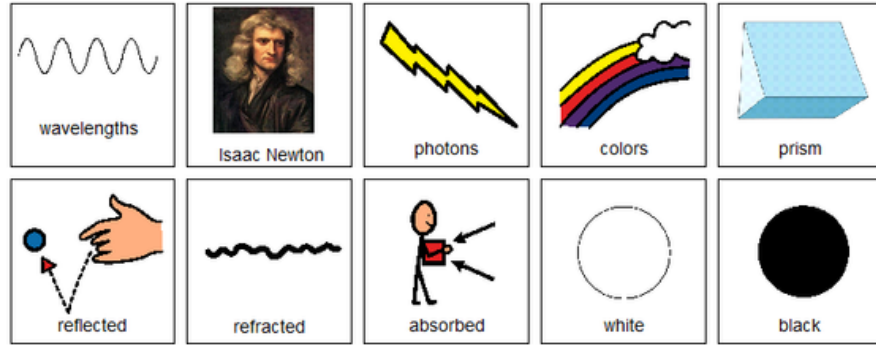 wavelengths
Isaac Newton
photons
colors
prism
reflected
refracted
absorbed
white
black